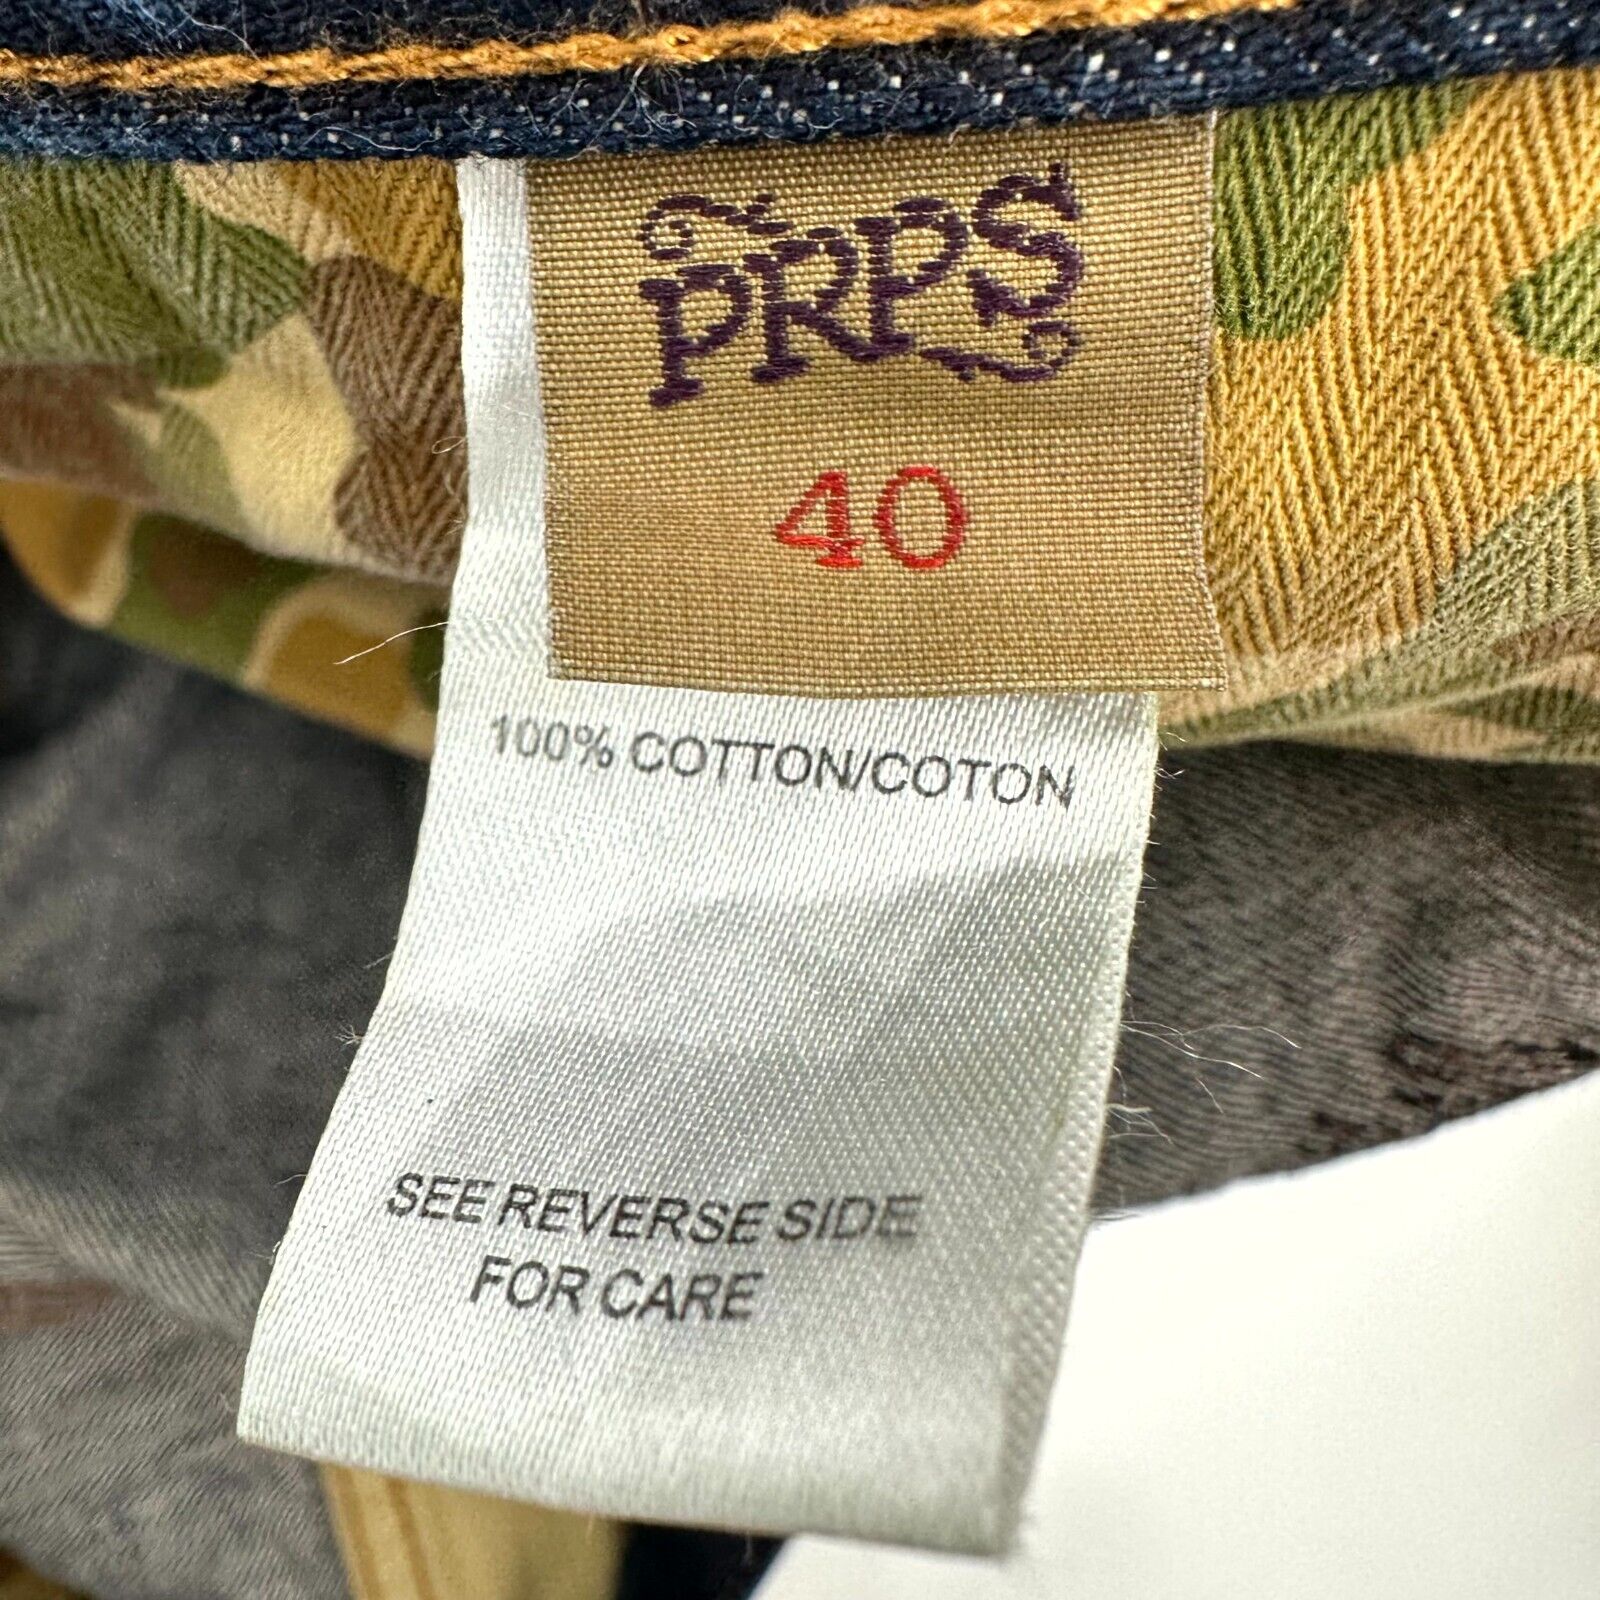 PRPS
40
100% COTTON/COTON
SEE REVERSE SIDE
FOR CARE